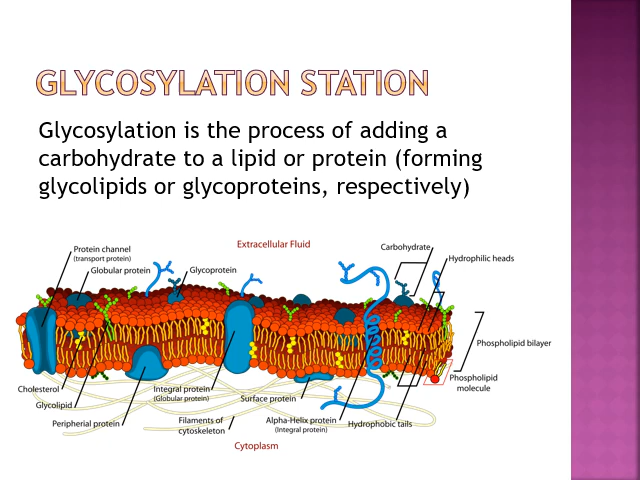 GLYCOSYLATION STATION
Glycosylation is the process of adding a
carbohydrate to a lipid or protein (forming
glycolipids or glycoproteins, respectively)
Extracellular Fluid
Protein channel
(transport protein)
Globular protein
Glycoprotein
Carbohydrate
Hydrophilic heads
Phospholipid bilayer
Phospholipid
molecule
Cholesterol
Glycolipid
Peripherial protein
Integral protein
(Globular protein)
Filaments of
cytoskeleton
Surface protein
Alpha-Helix protein
(Integral protein)
Hydrophobic tails
Cytoplasm